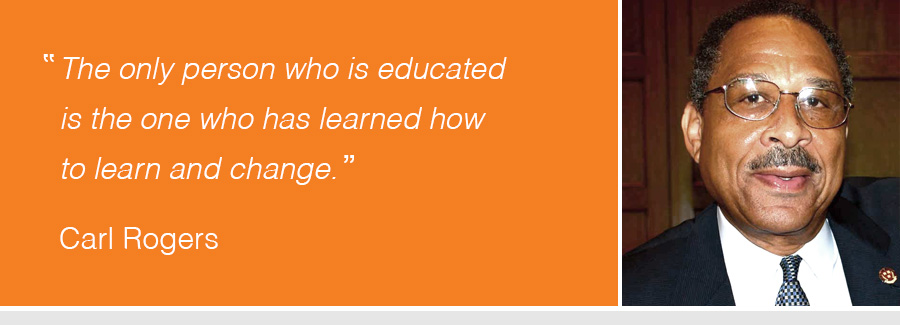 “The only person who is educated
is the one who has learned how
to learn and change.”
Carl Rogers